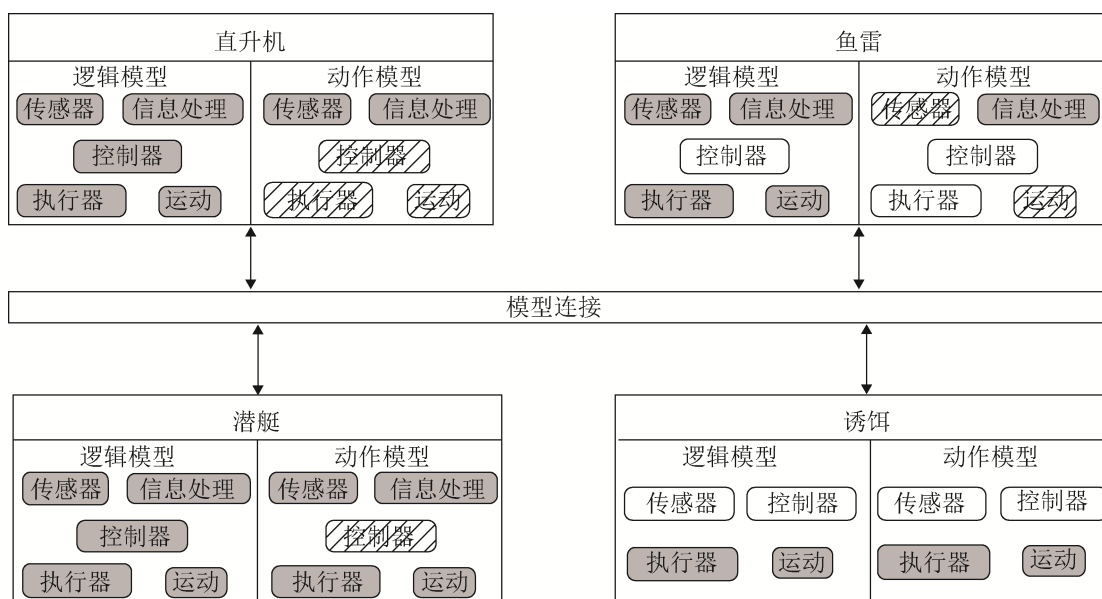 直升机
逻辑模型
动作模型
传感器 信息处理
传感器 信息处理
控制器
控制器
执行器 运动
执行器 运动
鱼雷
逻辑模型
动作模型
传感器 信息处理
传感器 信息处理
控制器
控制器
执行器 运动
执行器 运动
模型连接
潜艇
逻辑模型
动作模型
传感器 信息处理
传感器 信息处理
控制器
控制器
执行器 运动
执行器 运动
诱饵
逻辑模型
动作模型
传感器 控制器
传感器 控制器
执行器 运动
执行器 运动